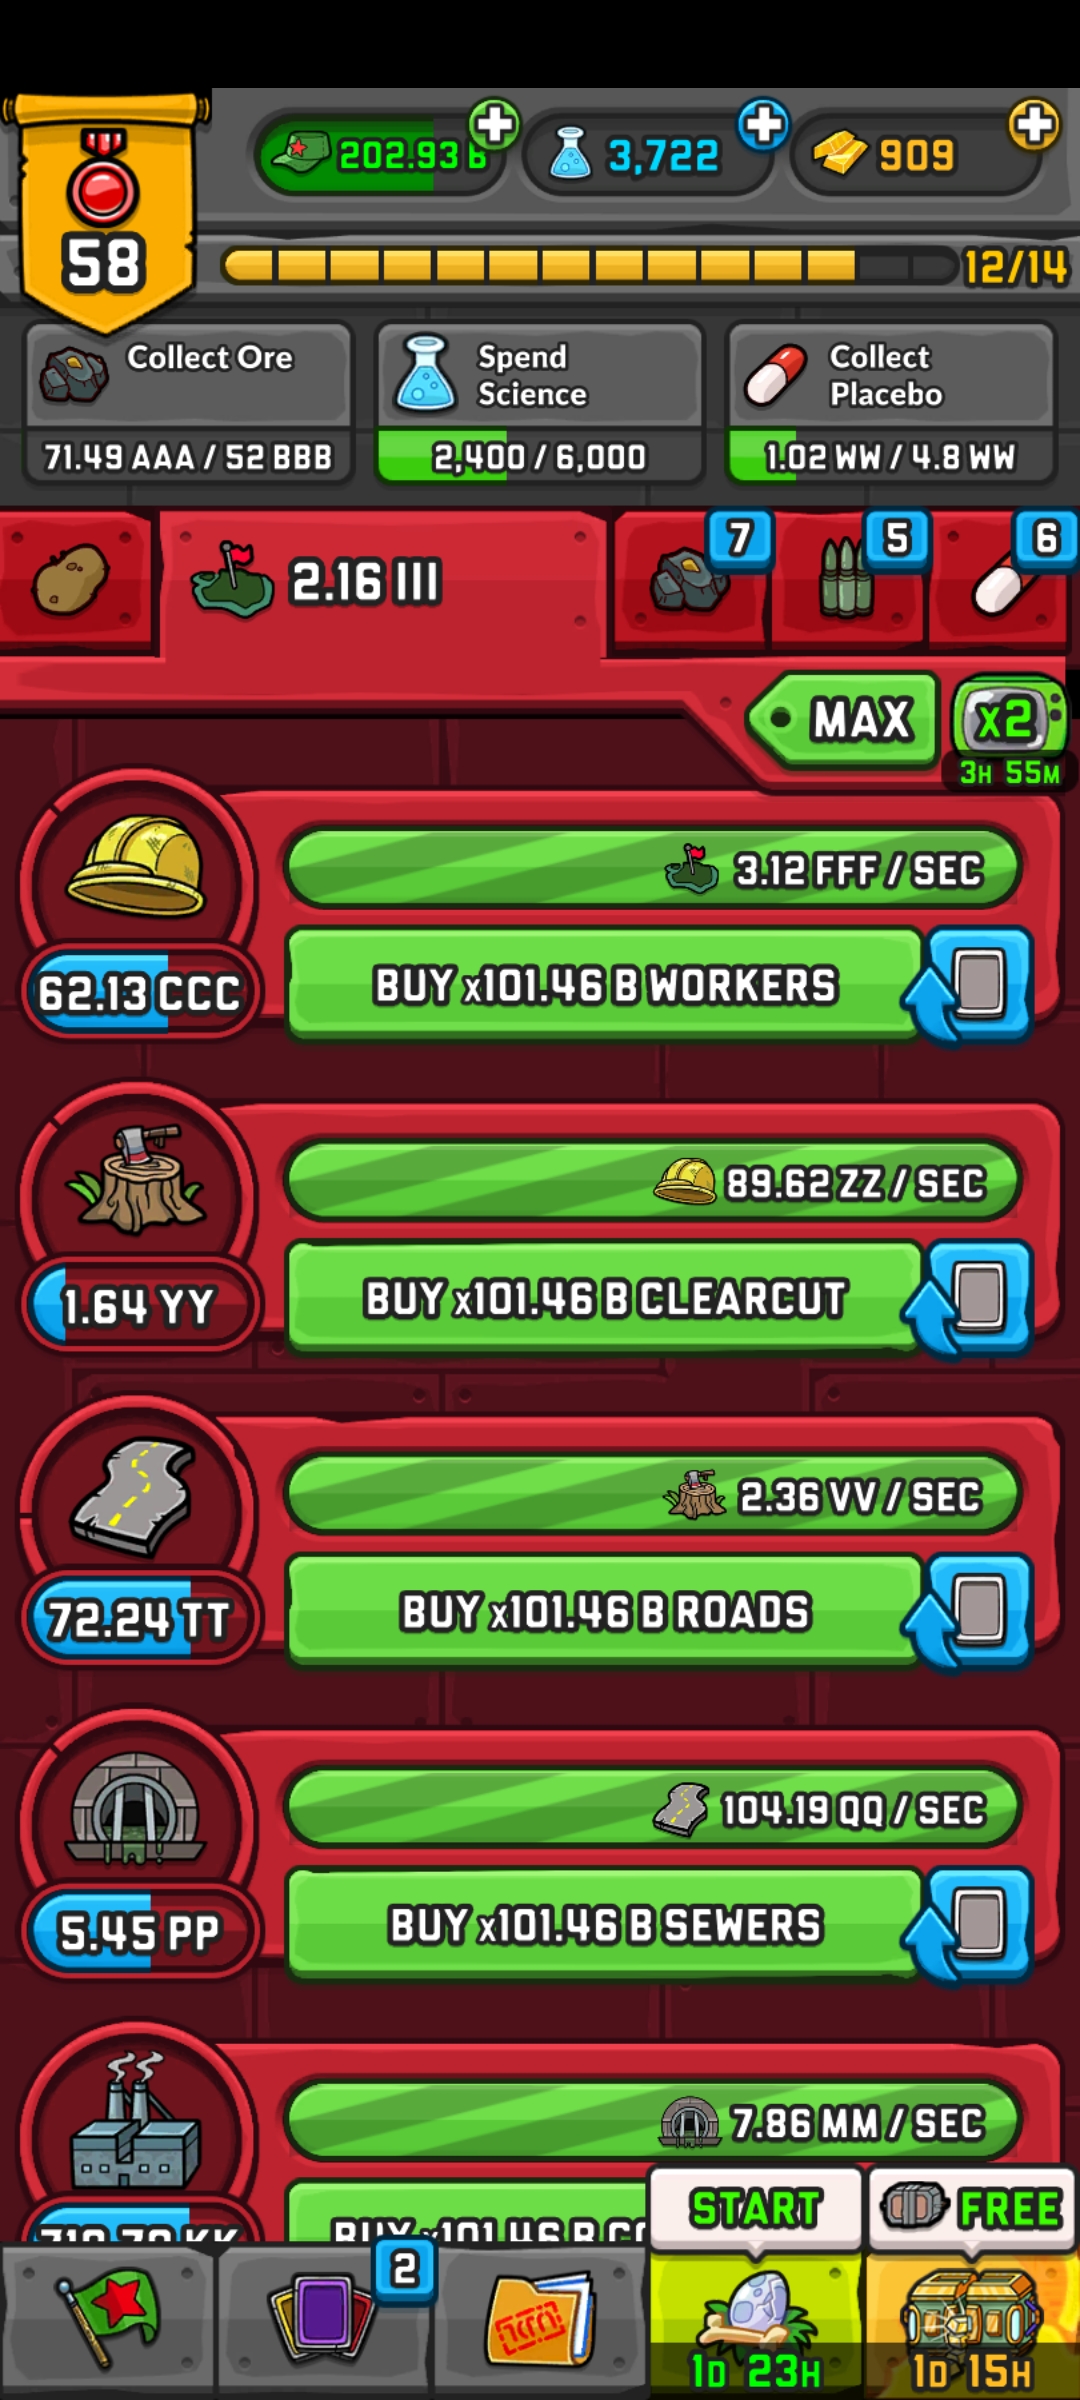 58
202.93 B
3,722
909
12/14
Collect Ore
71.49 AAA / 52 BBB
Spend
Science
2,400 / 6,000
Collect
Placebo
1.02 WW / 4.8 WW
2.16 III
7
5
6
MAX
x2
3H 55M
3.12 FFF / SEC
62.13 CCC
BUY x101.46 B WORKERS
89.62 ZZ / SEC
1.64 YY
BUY x101.46 B CLEARCUT
2.36 VV / SEC
72.24 TT
BUY x101.46 B ROADS
104.19 QQ / SEC
5.45 PP
BUY x101.46 B SEWERS
7.86 MM / SEC
BUY x101.46 B
START
FREE
2
1D 23H
1D 15H